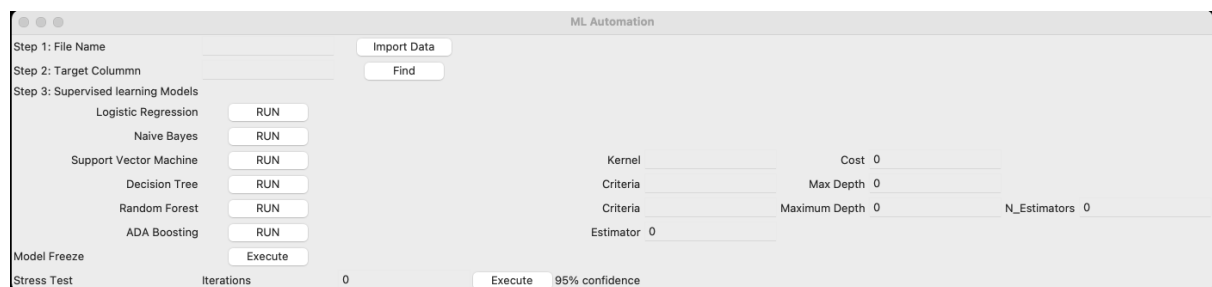 ML Automation
Step 1: File Name Import Data
Step 2: Target Colummn Find
Step 3: Supervised learning Models
Logistic Regression RUN
Naive Bayes RUN
Support Vector Machine RUN Kernel Cost 0
Decision Tree RUN Criteria Max Depth 0
Random Forest RUN Criteria Maximum Depth 0 N_Estimators 0
ADA Boosting RUN Estimator 0
Model Freeze Execute
Stress Test Iterations 0 Execute 95% confidence